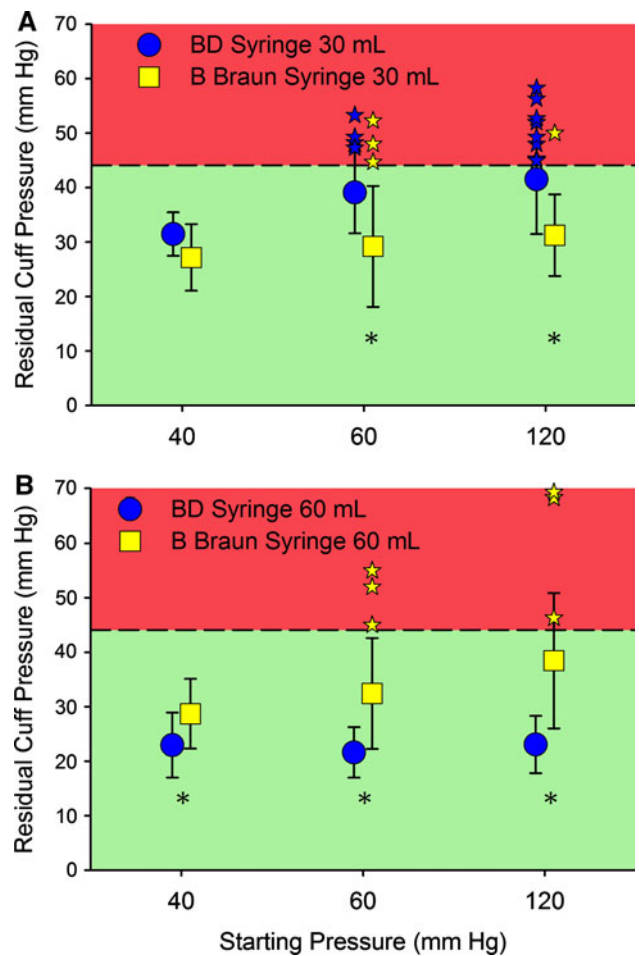 A
70
60
50
40
30
20
10
0
Residual Cuff Pressure (mm Hg)
BD Syringe 30 mL
B Braun Syringe 30 mL
* *
40 60 120
B
70
60
50
40
30
20
10
0
Residual Cuff Pressure (mm Hg)
BD Syringe 60 mL
B Braun Syringe 60 mL
* * *
40 60 120
Starting Pressure (mm Hg)